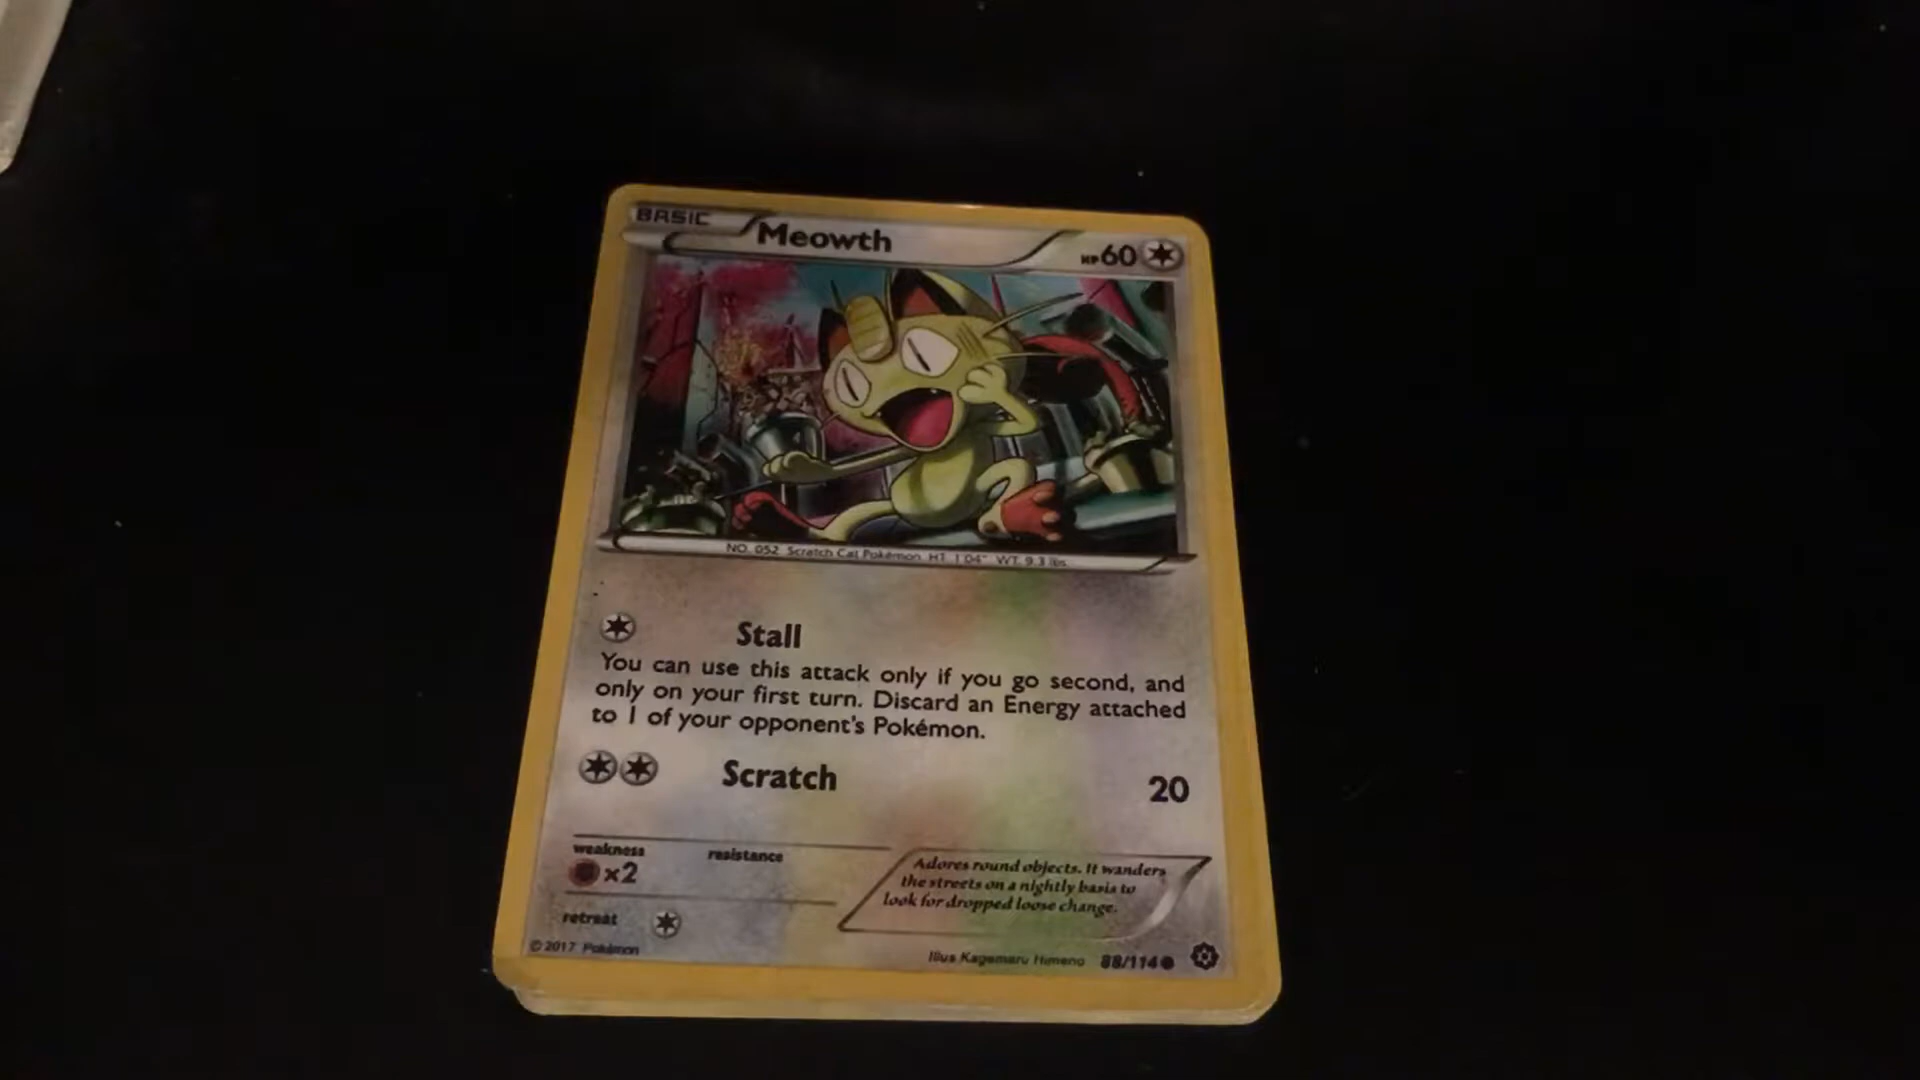 BASIC
Meowth
HP60
NO. 052 Scratch Cat Pokémon HT. 1'04" WT. 9.3 lbs.
Stall
You can use this attack only if you go second, and
only on your first turn. Discard an Energy attached
to 1 of your opponent's Pokémon.
Scratch 20
weakness
×2
resistance
retreat
Adores round objects. It wanders
the streets on a nightly basis to
look for dropped loose change.
©2017 Pokémon
Illus. Kagemaru Himeno 88/114